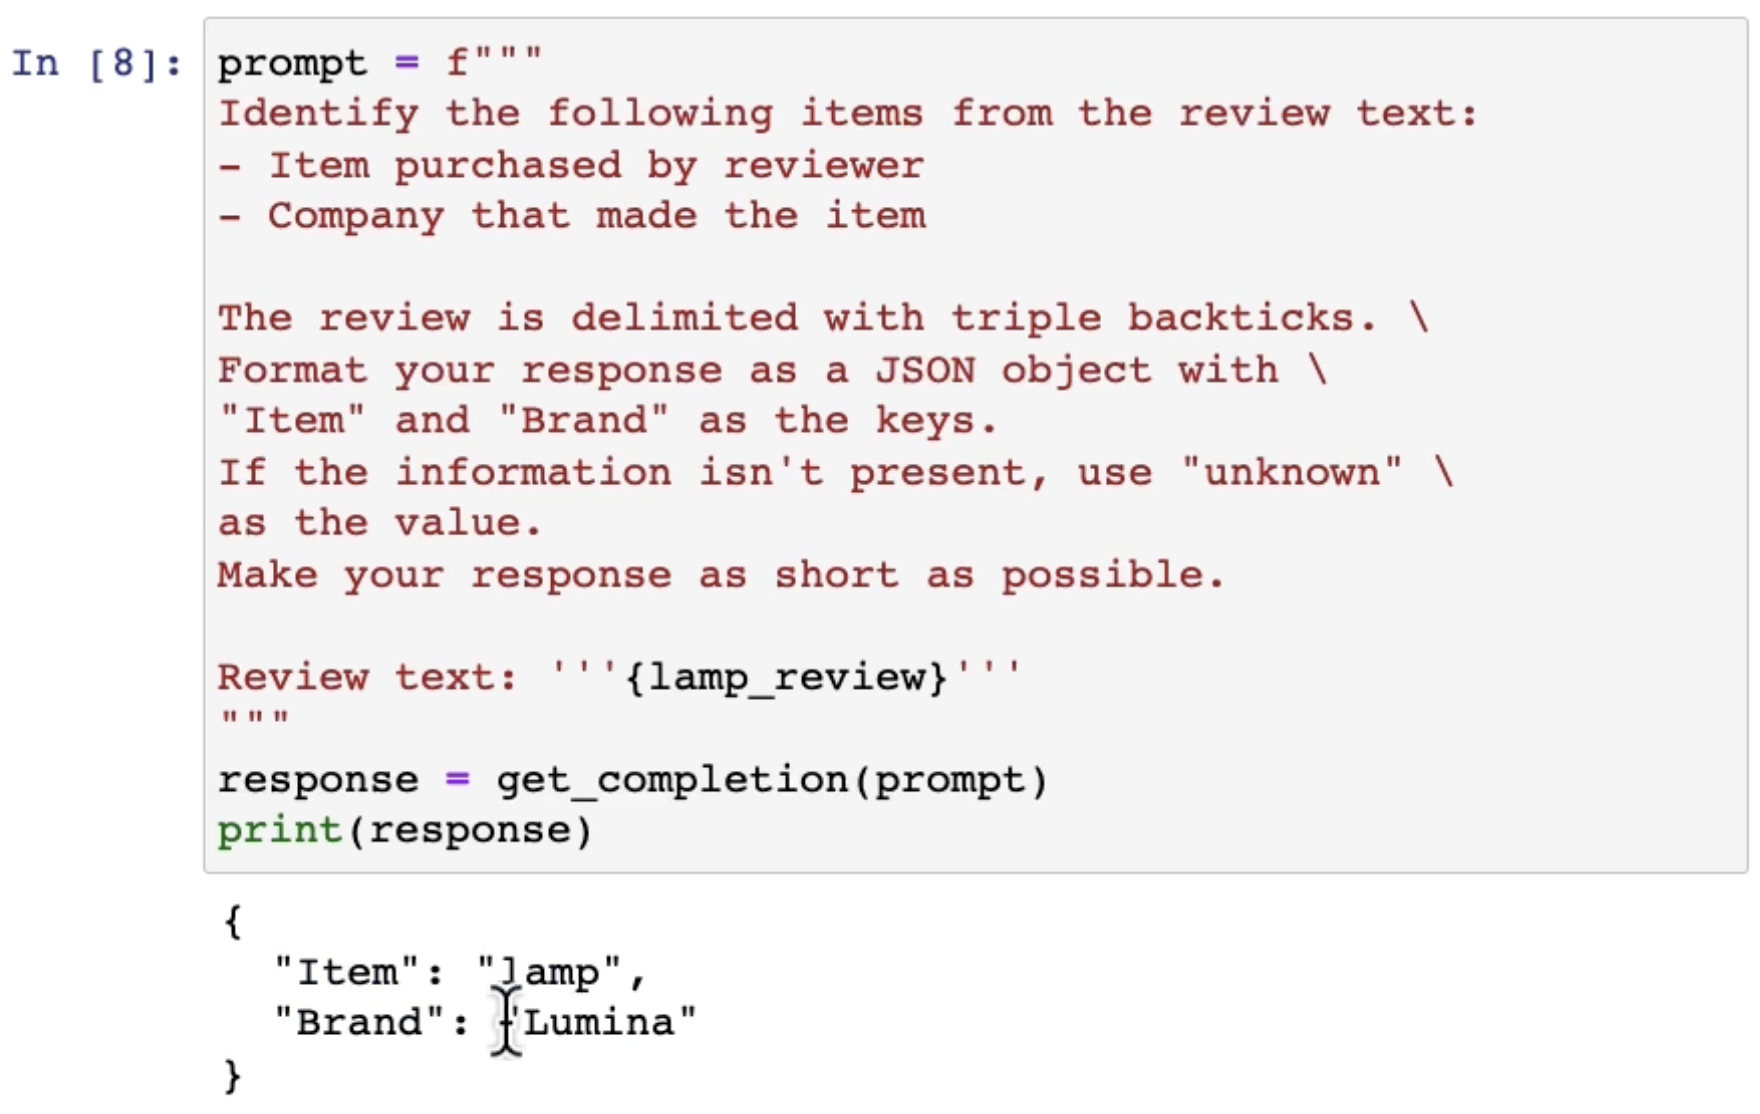 In [8]: prompt = f"""
Identify the following items from the review text:
- Item purchased by reviewer
- Company that made the item
The review is delimited with triple backticks. \
Format your response as a JSON object with \
"Item" and "Brand" as the keys.
If the information isn't present, use "unknown" \
as the value.
Make your response as short as possible.
Review text: '''{lamp_review}'''
"""
response = get_completion(prompt)
print(response)
{
"Item": "lamp",
"Brand": "Lumina"
}